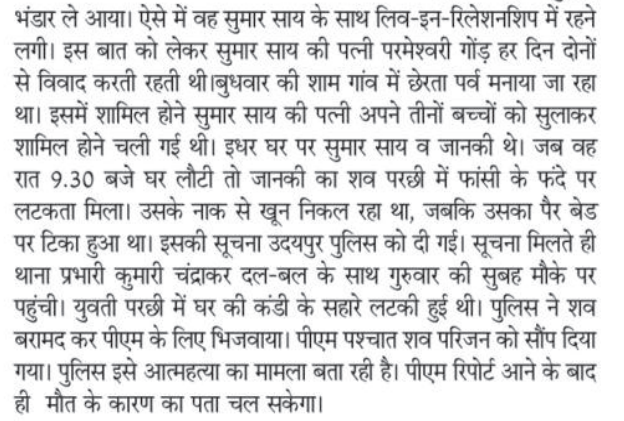 भंडार ले आया। ऐसे में वह सुमार साय के साथ लिव-इन-रिलेशनशिप में रहने
लगी। इस बात को लेकर सुमार साय की पत्नी परमेश्वरी गोंड़ हर दिन दोनों
से विवाद करती रहती थी।बुधवार की शाम गांव में छेरता पर्व मनाया जा रहा
था। इसमें शामिल होने सुमार साय की पत्नी अपने तीनों बच्चों को सुलाकर
शामिल होने चली गई थी। इधर घर पर सुमार साय व जानकी थे। जब वह
रात 9.30 बजे घर लौटी तो जानकी का शव परछी में फांसी के फंदे पर
लटकता मिला। उसके नाक से खून निकल रहा था, जबकि उसका पैर बेड
पर टिका हुआ था। इसकी सूचना उदयपुर पुलिस को दी गई। सूचना मिलते ही
थाना प्रभारी कुमारी चंद्राकर दल-बल के साथ गुरुवार की सुबह मौके पर
पहुंची। युवती परछी में घर की कंडी के सहारे लटकी हुई थी। पुलिस ने शव
बरामद कर पीएम के लिए भिजवाया। पीएम पश्चात शव परिजन को सौंप दिया
गया। पुलिस इसे आत्महत्या का मामला बता रही है। पीएम रिपोर्ट आने के बाद
ही मौत के कारण का पता चल सकेगा।